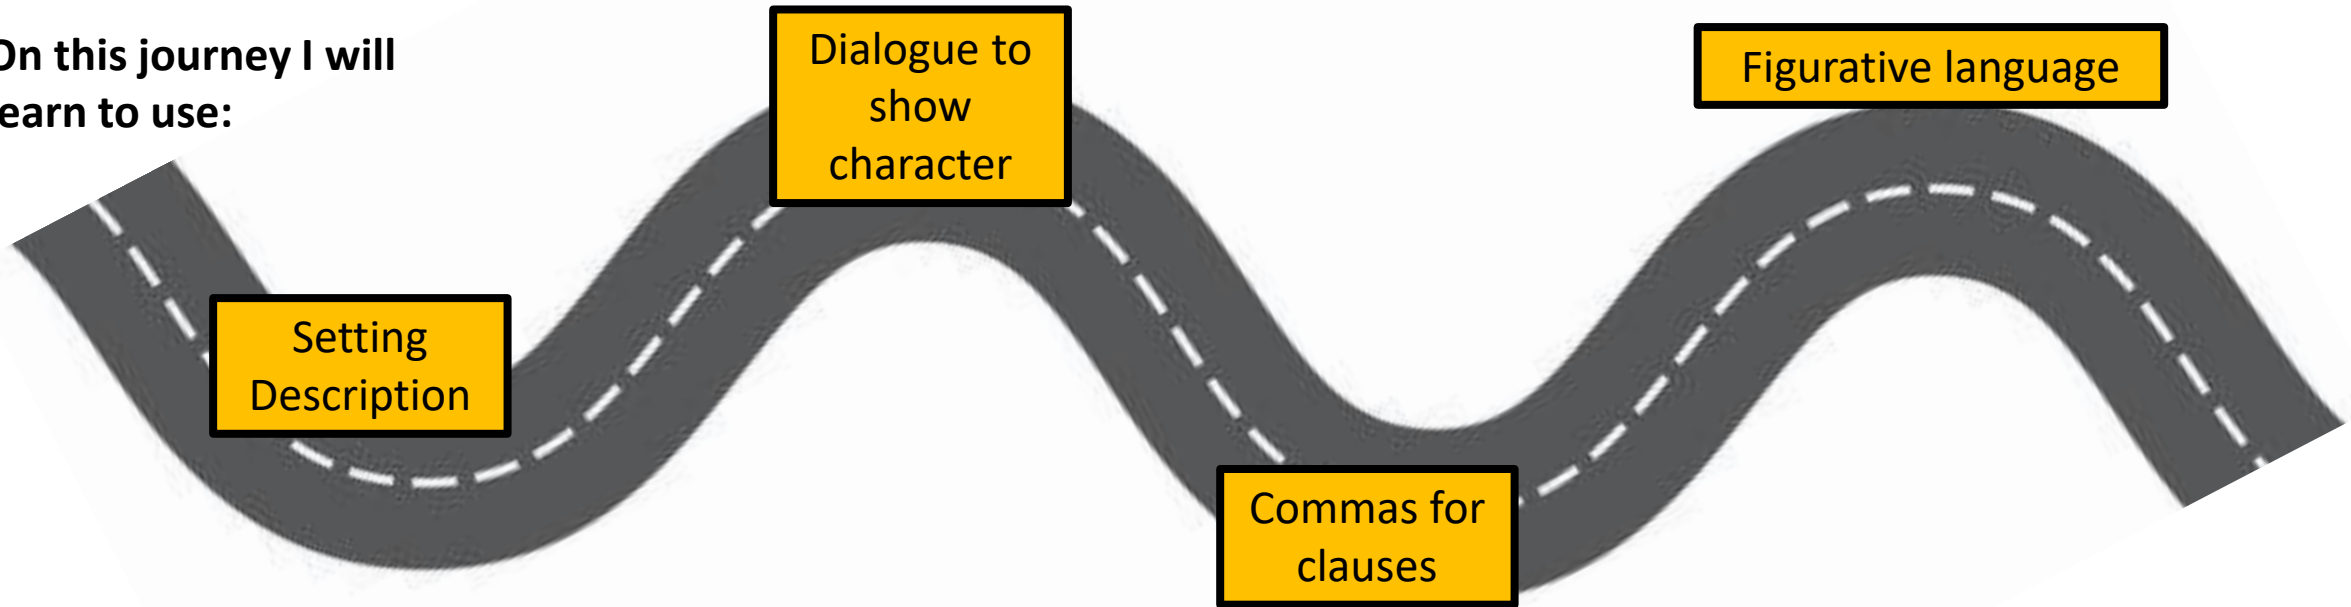 On this journey I will
learn to use:
Setting
Description
Dialogue to
show
character
Commas for
clauses
Figurative language